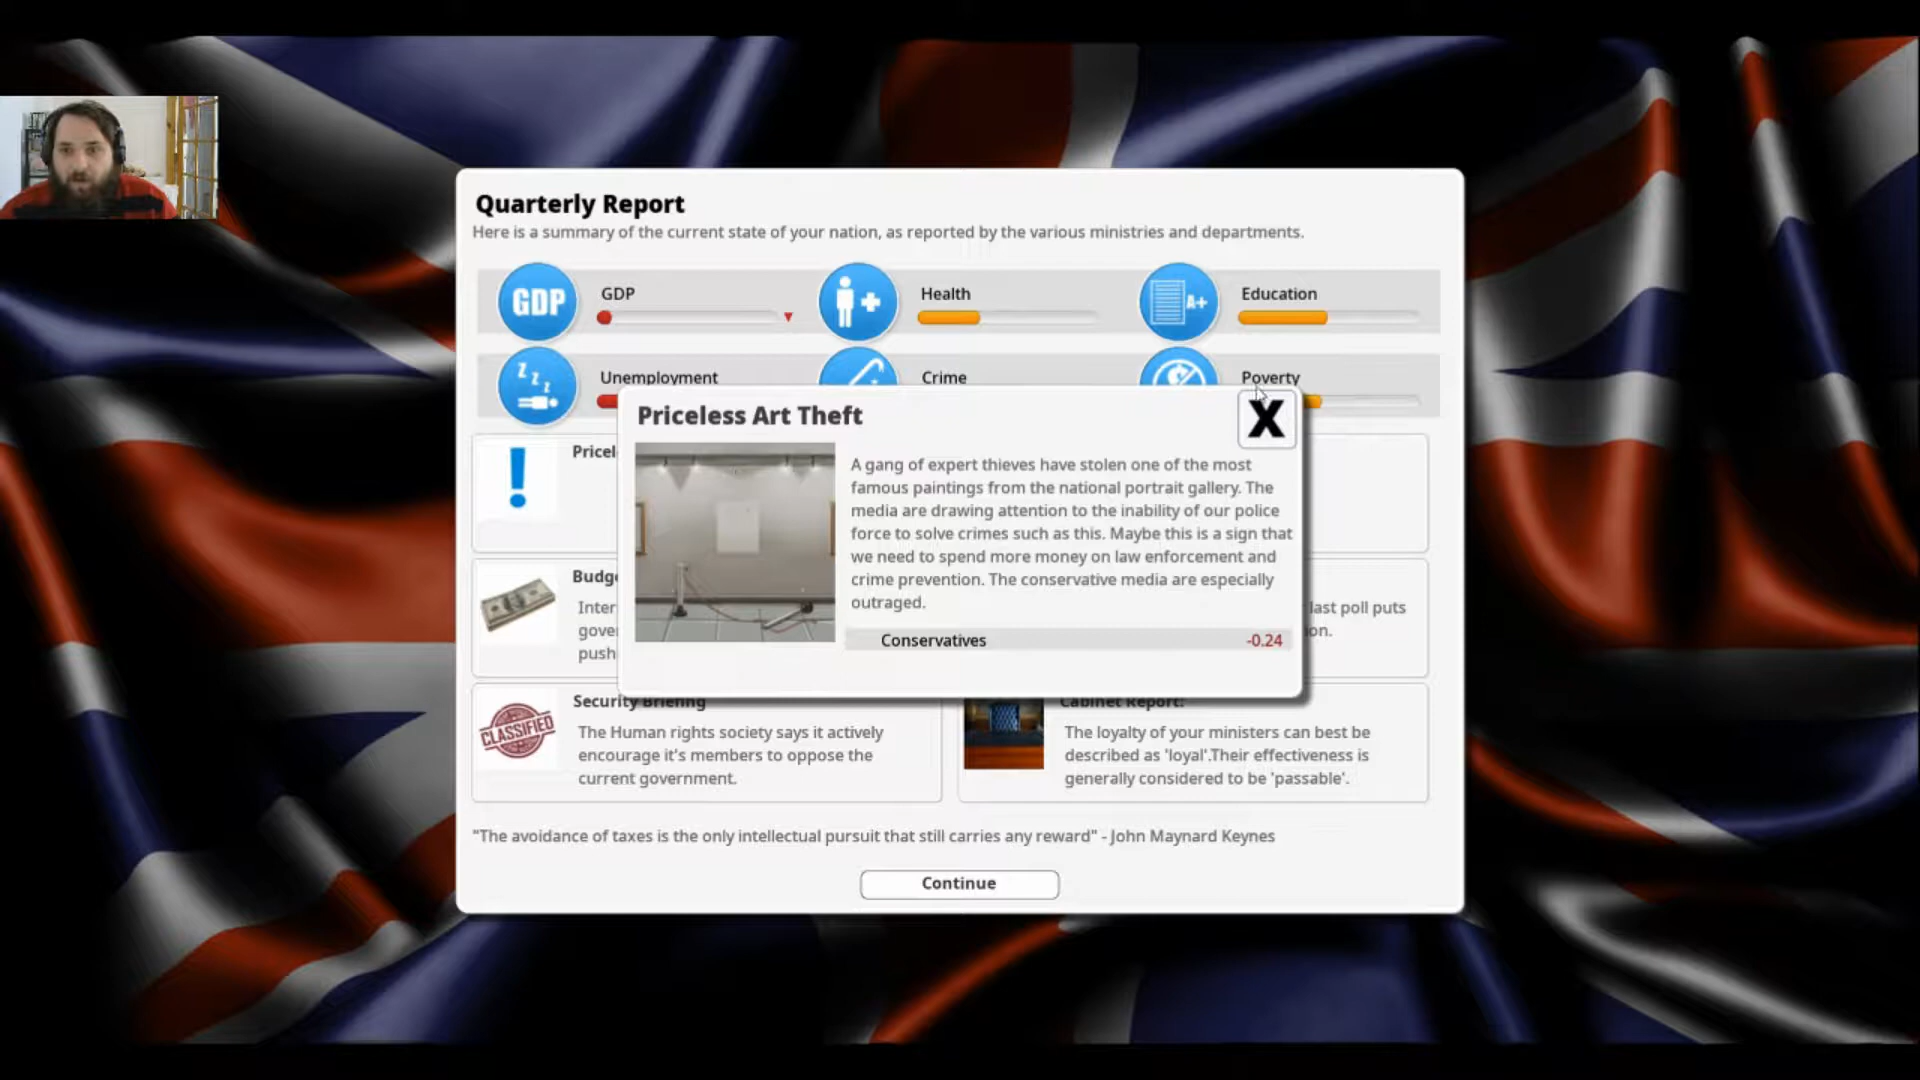 Quarterly Report
Here is a summary of the current state of your nation, as reported by the various ministries and departments.
GDP
GDP
Health
A+
Education
Z Z Z
Unemployment
Crime
Poverty
Priceless Art Theft
X
A gang of expert thieves have stolen one of the most
famous paintings from the national portrait gallery. The
media are drawing attention to the inability of our police
force to solve crimes such as this. Maybe this is a sign that
we need to spend more money on law enforcement and
crime prevention. The conservative media are especially
outraged.
Conservatives -0.24
!
Pricel
Budge
Inter
gove
push
last poll puts
on.
Security Briefing
CLASSIFIED
The Human rights society says it actively
encourage it's members to oppose the
current government.
Cabinet Report:
The loyalty of your ministers can best be
described as 'loyal'.Their effectiveness is
generally considered to be 'passable'.
"The avoidance of taxes is the only intellectual pursuit that still carries any reward" - John Maynard Keynes
Continue